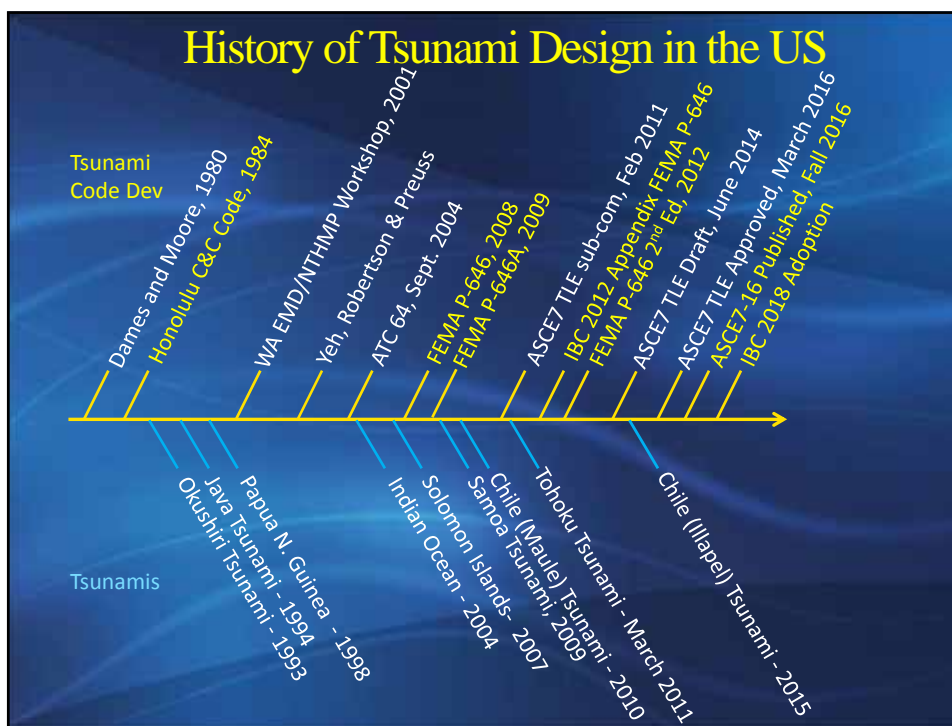 History of Tsunami Design in the US
Tsunami
Code Dev
Dames and Moore, 1980
Honolulu C&C Code, 1984
WA EMD/NTHMP Workshop, 2001
Yeh, Robertson & Preuss
ATC 64, Sept. 2004
FEMA P-646, 2008
FEMA P-646A, 2009
ASCE7 TLE sub-com, Feb 2011
IBC 2012 Appendix FEMA P-646
FEMA P-646 2nd Ed, 2012
ASCE7 TLE Draft, June 2014
ASCE7 TLE Approved, March 2016
ASCE7-16 Published, Fall 2016
IBC 2018 Adoption
Tsunamis
Okushiri Tsunami - 1993
Java Tsunami - 1994
Papua N. Guinea - 1998
Indian Ocean - 2004
Solomon Islands- 2007
Samoa Tsunami, 2009
Chile (Maule) Tsunami - 2010
Tohoku Tsunami - March 2011
Chile (Illapel) Tsunami - 2015